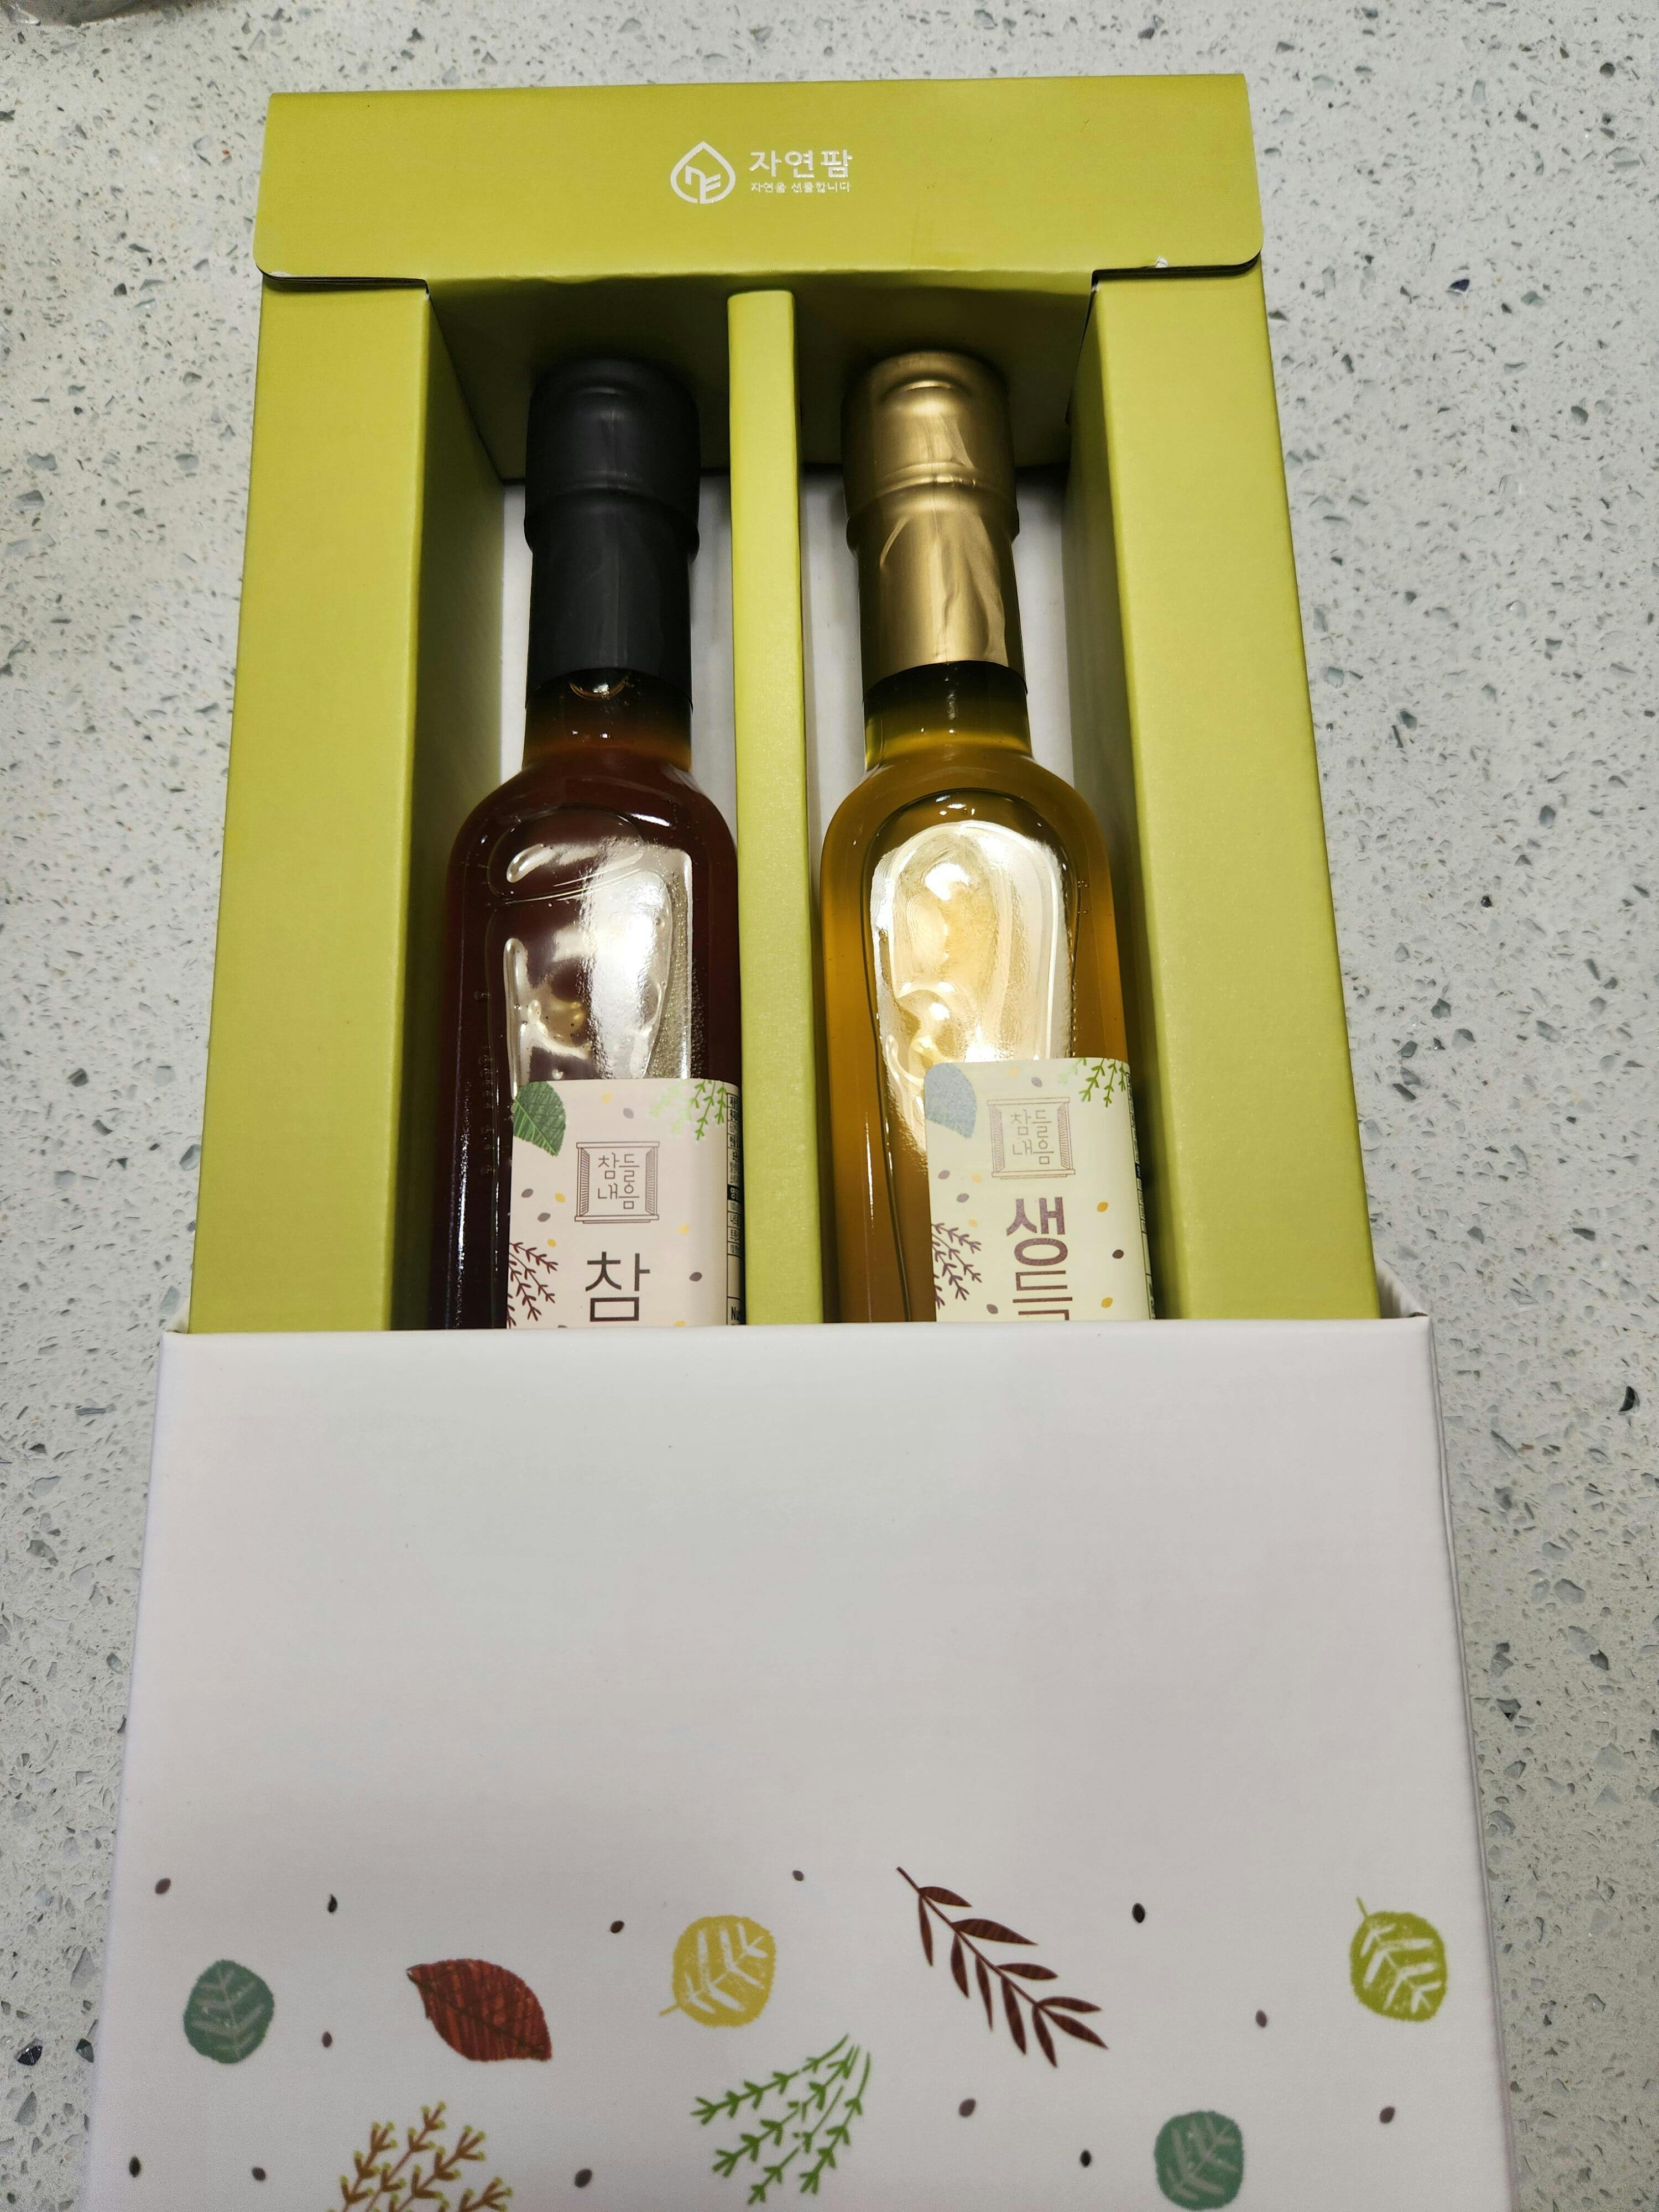 자연팜
자연을 선물합니다
참들
내음
참
참들
내음
생들